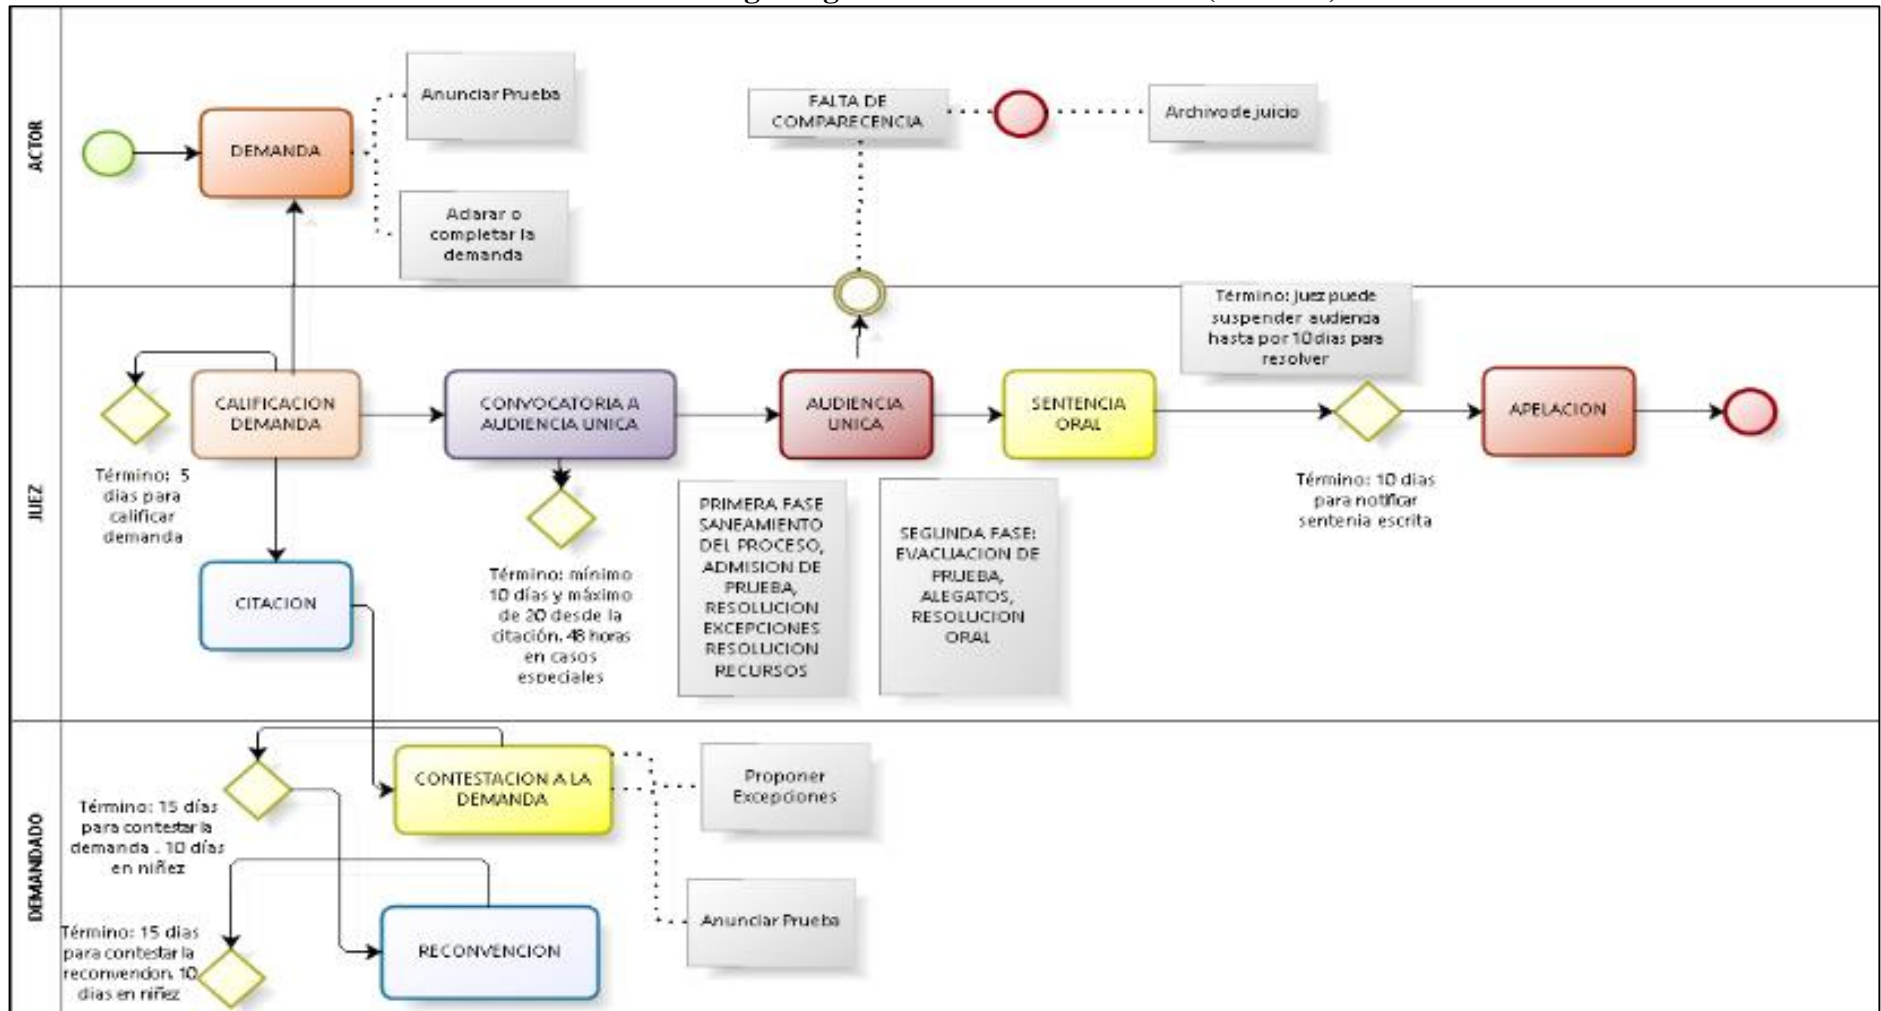 ACTOR
DEMANDA
Anunciar Prueba
Aclarar o
completar la
demanda
FALTA DE
COMPARECENCIA
Archivo de juicio
JUEZ
Término: 5
dias para
calificar
demanda
CALIFICACION
DEMANDA
CONVOCATORIA A
AUDIENCIA UNICA
AUDIENCIA
UNICA
SENTENCIA
ORAL
Término: juez puede
suspender audiencia
hasta por 10 dias para
resolver
APELACION
Término: 10 dias
para notificar
sentenia escrita
CITACION
Término: mínimo
10 días y máximo
de 20 desde la
citación. 48 horas
en casos
especiales
PRIMERA FASE
SANEAMIENTO
DEL PROCESO,
ADMISION DE
PRUEBA,
RESOLUCION
EXCEPCIONES
RESOLUCION
RECURSOS
SEGUNDA FASE:
EVACUACION DE
PRUEBA,
ALEGATOS,
RESOLUCION
ORAL
DEMANDADO
Término: 15 días
para contestar la
demanda . 10 días
en niñez
CONTESTACION A LA
DEMANDA
Proponer
Excepciones
Anunciar Prueba
Término: 15 dias
para contestar la
reconvencion. 10
dias en niñez
RECONVENCION